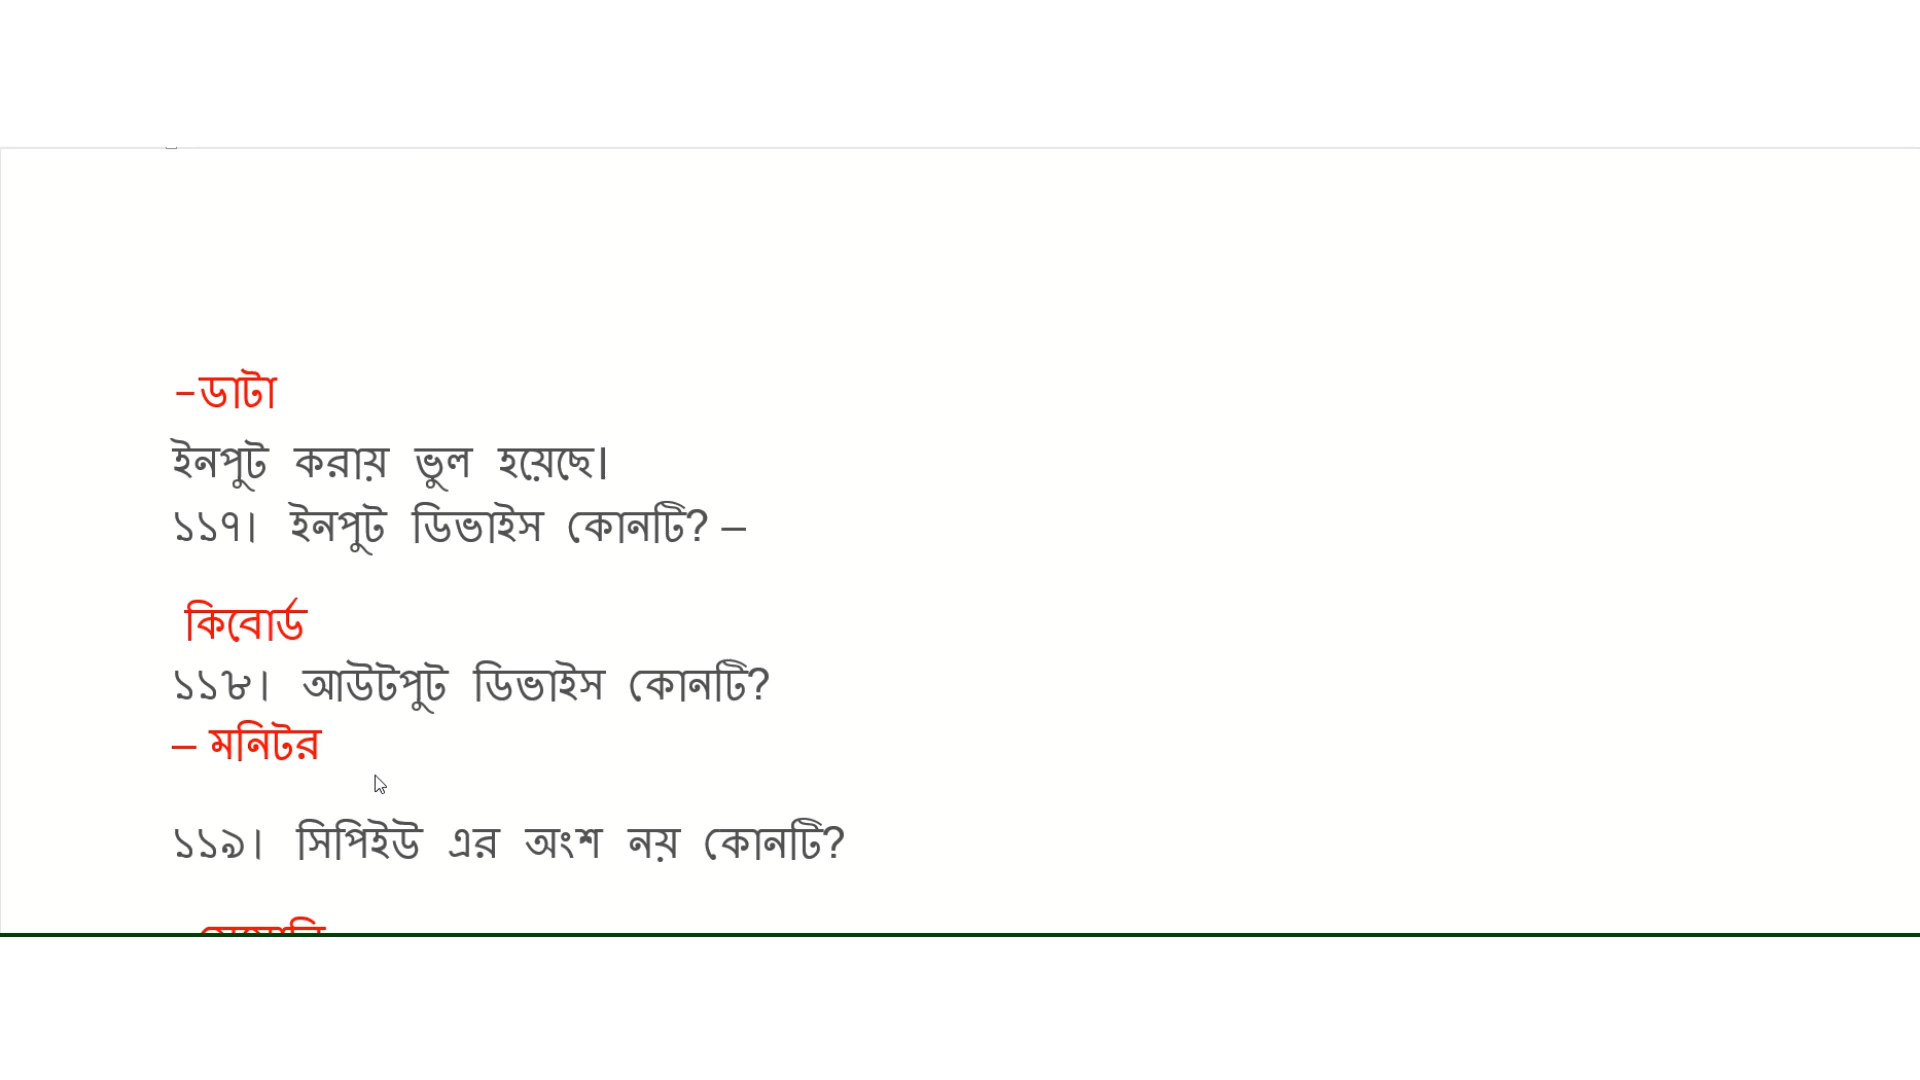 –ডাটা
ইনপুট করায় ভুল হয়েছে।
১১৭। ইনপুট ডিভাইস কোনটি? –
কিবোর্ড
১১৮। আউটপুট ডিভাইস কোনটি?
– মনিটর
১১৯। সিপিইউ এর অংশ নয় কোনটি?